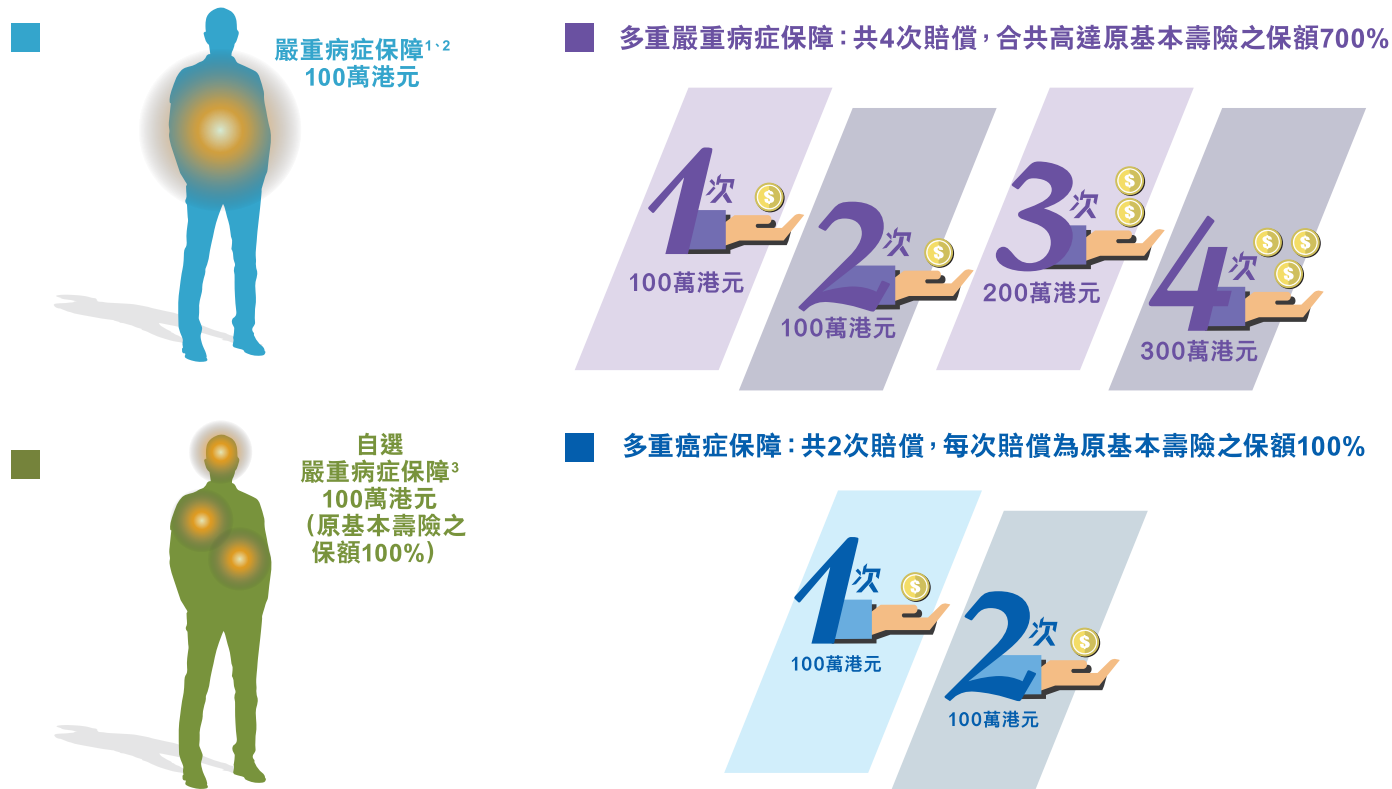 嚴重病症保障1、2
100萬港元
多重嚴重病症保障：共4次賠償，合共高達原基本壽險之保額700%
1次
100萬港元
2次
100萬港元
3次
200萬港元
4次
300萬港元
自選
嚴重病症保障3
100萬港元
（原基本壽險之
保額100%）
多重癌症保障：共2次賠償，每次賠償為原基本壽險之保額100%
1次
100萬港元
2次
100萬港元